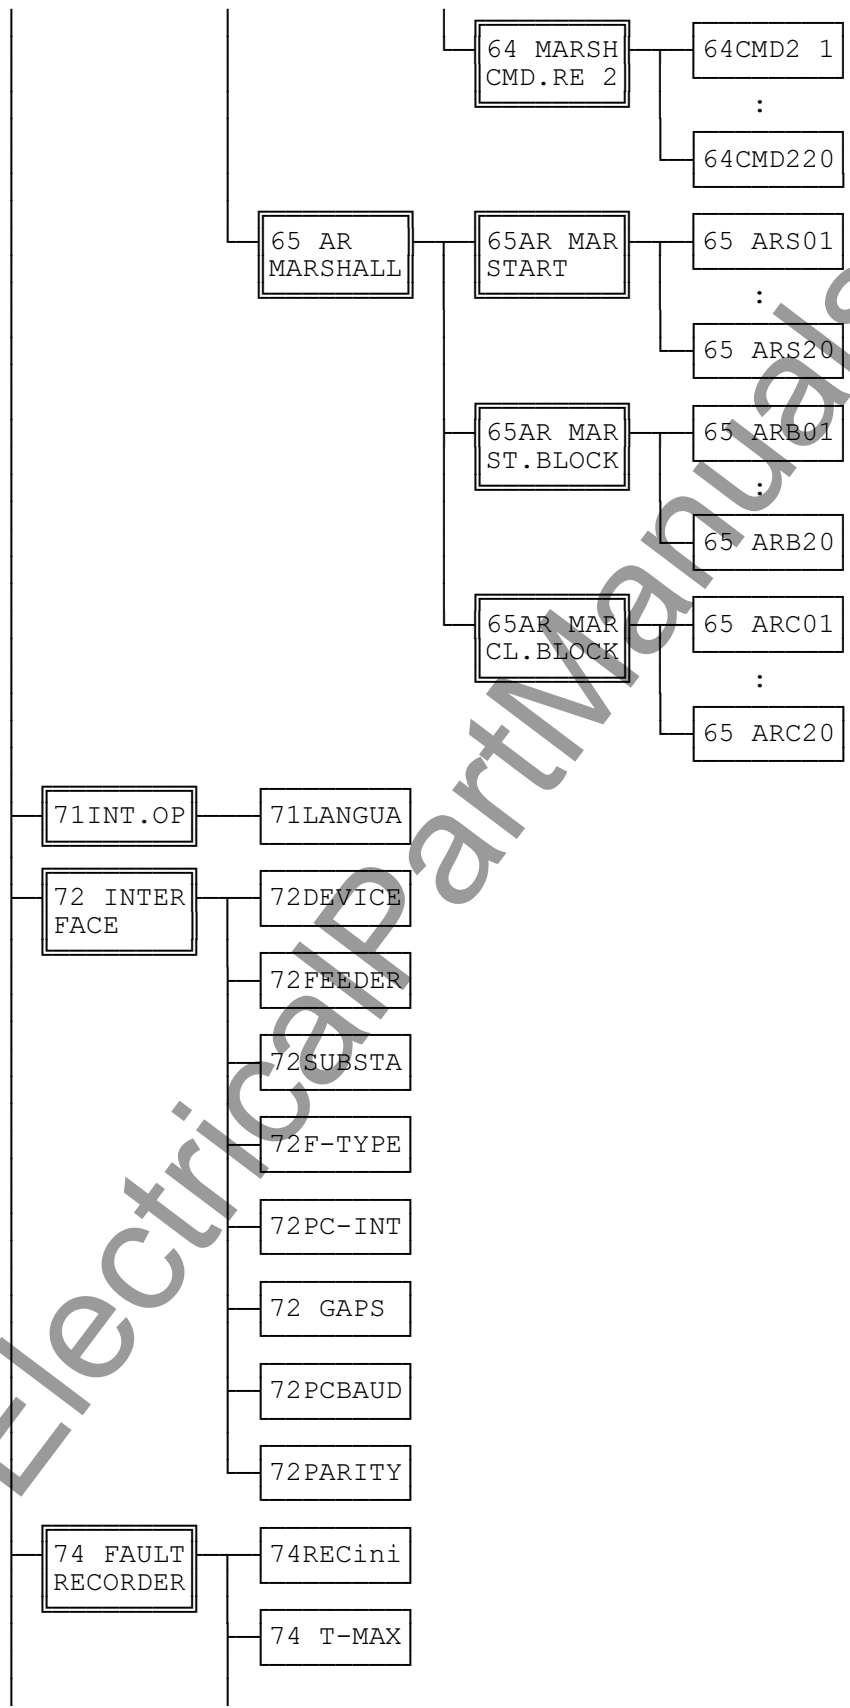 64 MARSH
CMD.RE 2
64CMD2 1
:
64CMD220
65 AR
MARSHALL
65AR MAR
START
65 ARS01
:
65 ARS20
65AR MAR
ST.BLOCK
65 ARB01
:
65 ARB20
65AR MAR
CL.BLOCK
65 ARC01
:
65 ARC20
71INT.OP
71LANGUA
72 INTER
FACE
72DEVICE
72FEEDER
72SUBSTA
72F-TYPE
72PC-INT
72 GAPS
72PCBAUD
72PARITY
74 FAULT
RECORDER
74RECini
74 T-MAX
ElectricalPartManuals